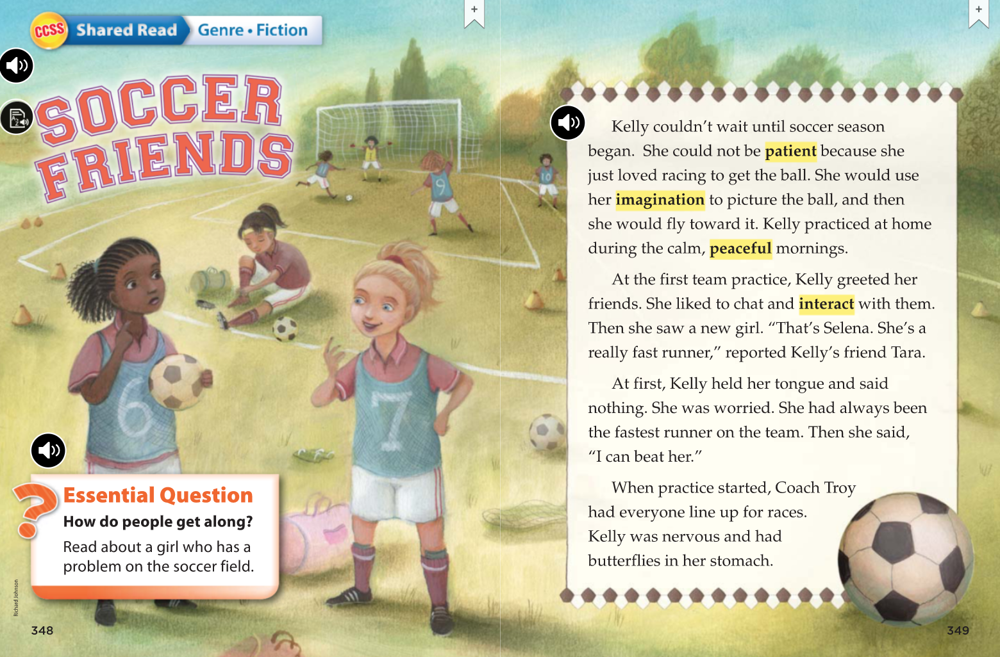 CCSS Shared Read Genre • Fiction
SOCCER
FRIENDS
9
10
6
7
Essential Question
How do people get along?
Read about a girl who has a
problem on the soccer field.
Richard Johnson
348
Kelly couldn’t wait until soccer season
began.  She could not be patient because she
just loved racing to get the ball. She would use
her imagination to picture the ball, and then
she would fly toward it. Kelly practiced at home
during the calm, peaceful mornings.
At the first team practice, Kelly greeted her
friends. She liked to chat and interact with them.
Then she saw a new girl. “That’s Selena. She’s a
really fast runner,” reported Kelly’s friend Tara.
At first, Kelly held her tongue and said
nothing. She was worried. She had always been
the fastest runner on the team. Then she said,
“I can beat her.”
When practice started, Coach Troy
had everyone line up for races.
Kelly was nervous and had
butterflies in her stomach.
349